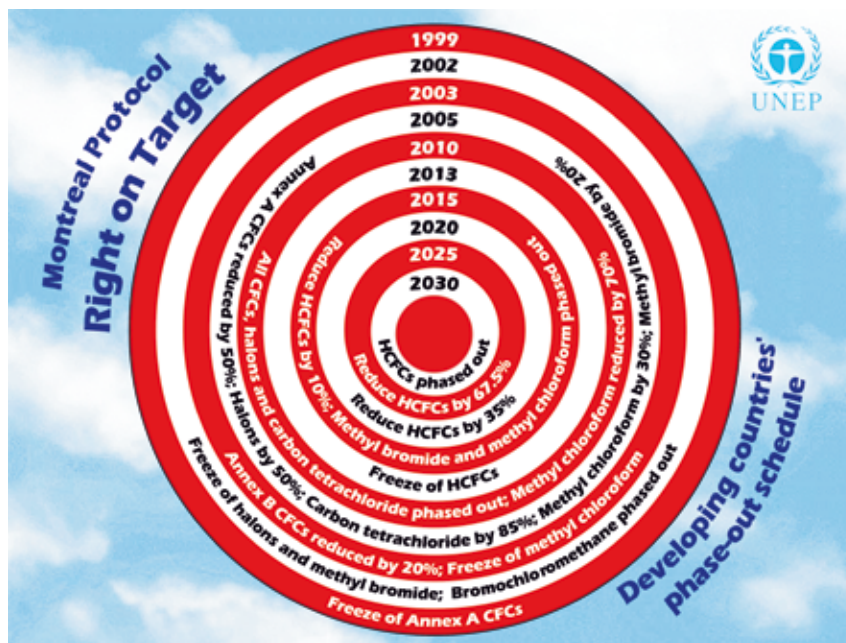 Montreal Protocol
Right on Target
UNEP
1999
2002
2003
2005
2010
2013
2015
2020
2025
2030
HCFCs phased out
Reduce HCFCs by 67.5%
Reduce HCFCs by 35%
Freeze of HCFCs
Reduce HCFCs by 10%; Methyl bromide and methyl chloroform phased out
All CFCs, halons and carbon tetrachloride phased out; Methyl chloroform reduced by 70%
Annex A CFCs reduced by 50%; Halons by 50%; Carbon tetrachloride by 85%; Methyl chloroform by 30%; Methyl bromide by 20%
Annex B CFCs reduced by 20%; Freeze of methyl chloroform
Freeze of halons and methyl bromide; Bromochloromethane phased out
Freeze of Annex A CFCs
Developing countries'
phase-out schedule